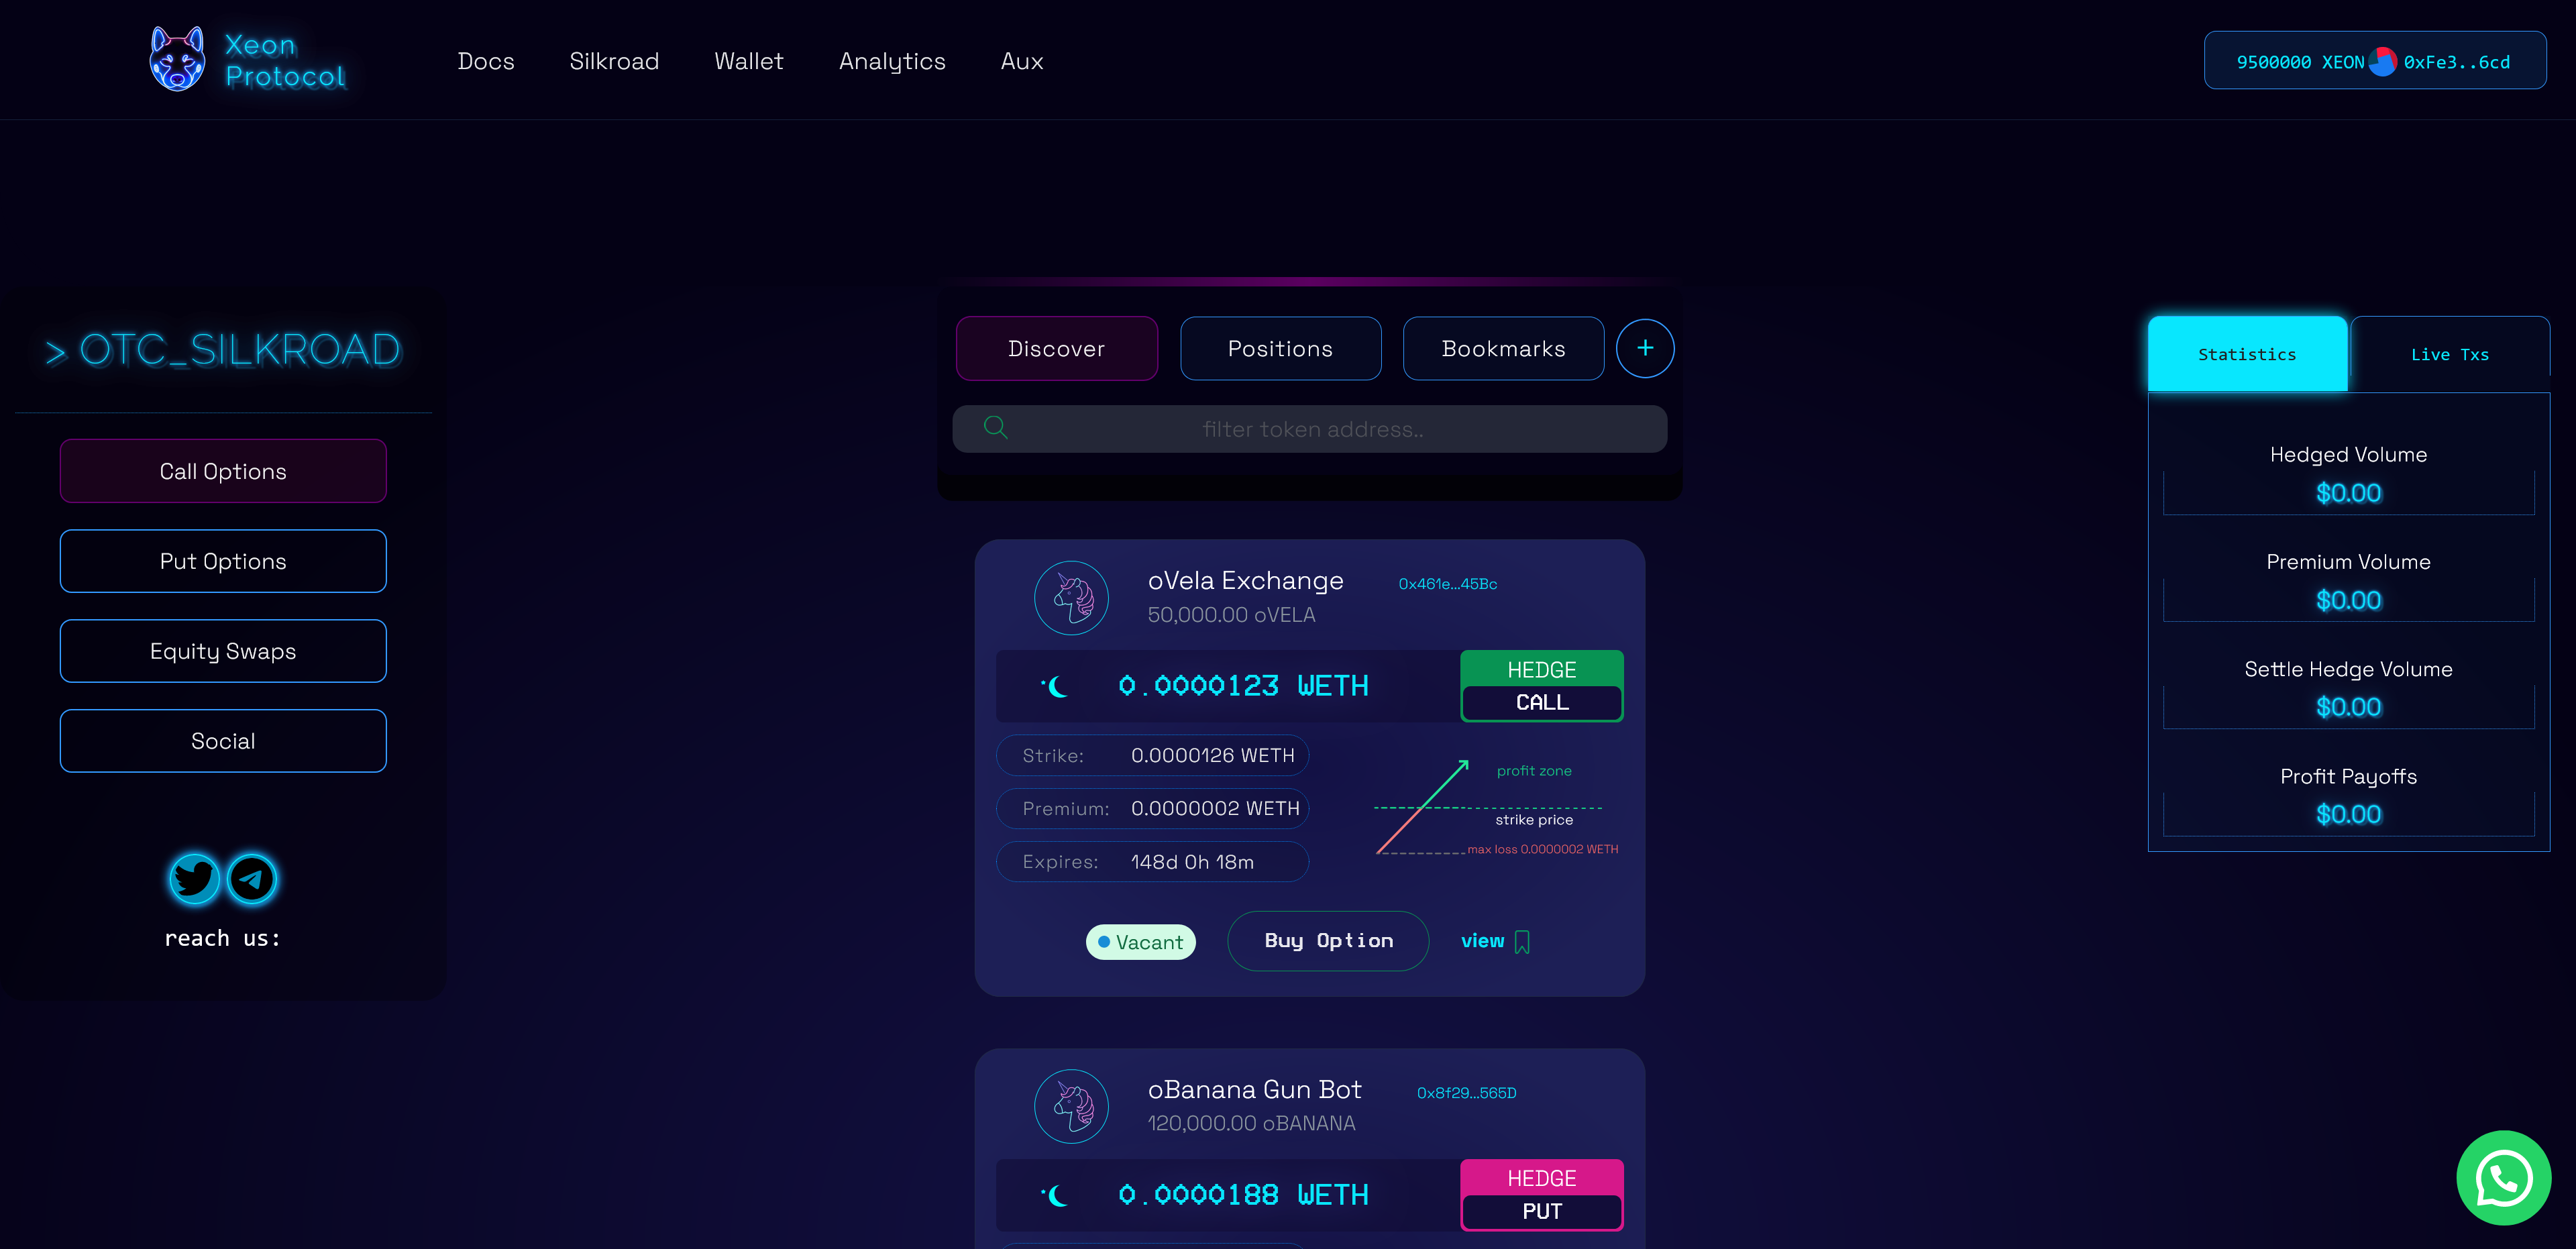 Xeon
Protocol
Docs
Silkroad
Wallet
Analytics
Aux
9500000 XEON 0xFe3..6cd
> OTC_SILKROAD
Call Options
Put Options
Equity Swaps
Social
reach us:
Discover
Positions
Bookmarks
+
filter token address..
oVela Exchange
0x461e...45Bc
50,000.00 oVELA
0.0000123 WETH
HEDGE
CALL
Strike: 0.0000126 WETH
Premium: 0.0000002 WETH
Expires: 148d 0h 18m
profit zone
strike price
max loss 0.0000002 WETH
Vacant
Buy Option
view
oBanana Gun Bot
0x8f29...565D
120,000.00 oBANANA
0.0000188 WETH
HEDGE
PUT
Statistics
Live Txs
Hedged Volume
$0.00
Premium Volume
$0.00
Settle Hedge Volume
$0.00
Profit Payoffs
$0.00